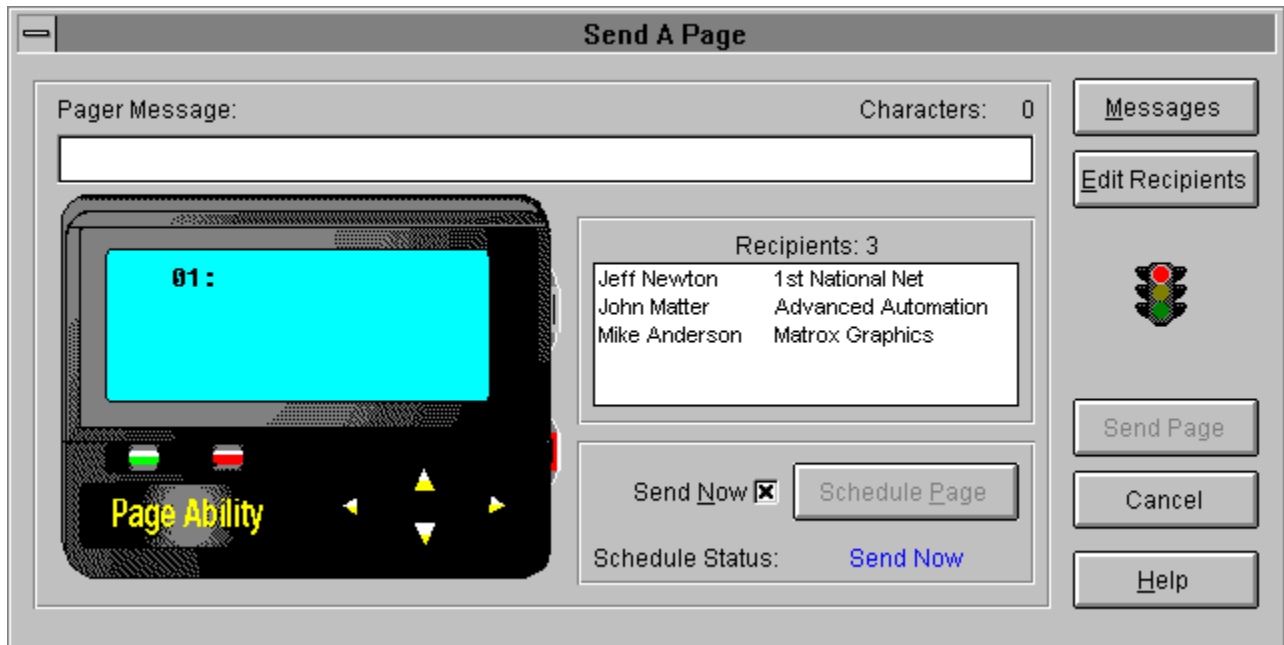 Send A Page
Pager Message:
Characters: 0
Messages
Edit Recipients
01:
Recipients: 3
Jeff Newton 1st National Net
John Matter Advanced Automation
Mike Anderson Matrox Graphics
Send Page
Send Now
Schedule Page
Cancel
Page Ability
Schedule Status: Send Now
Help